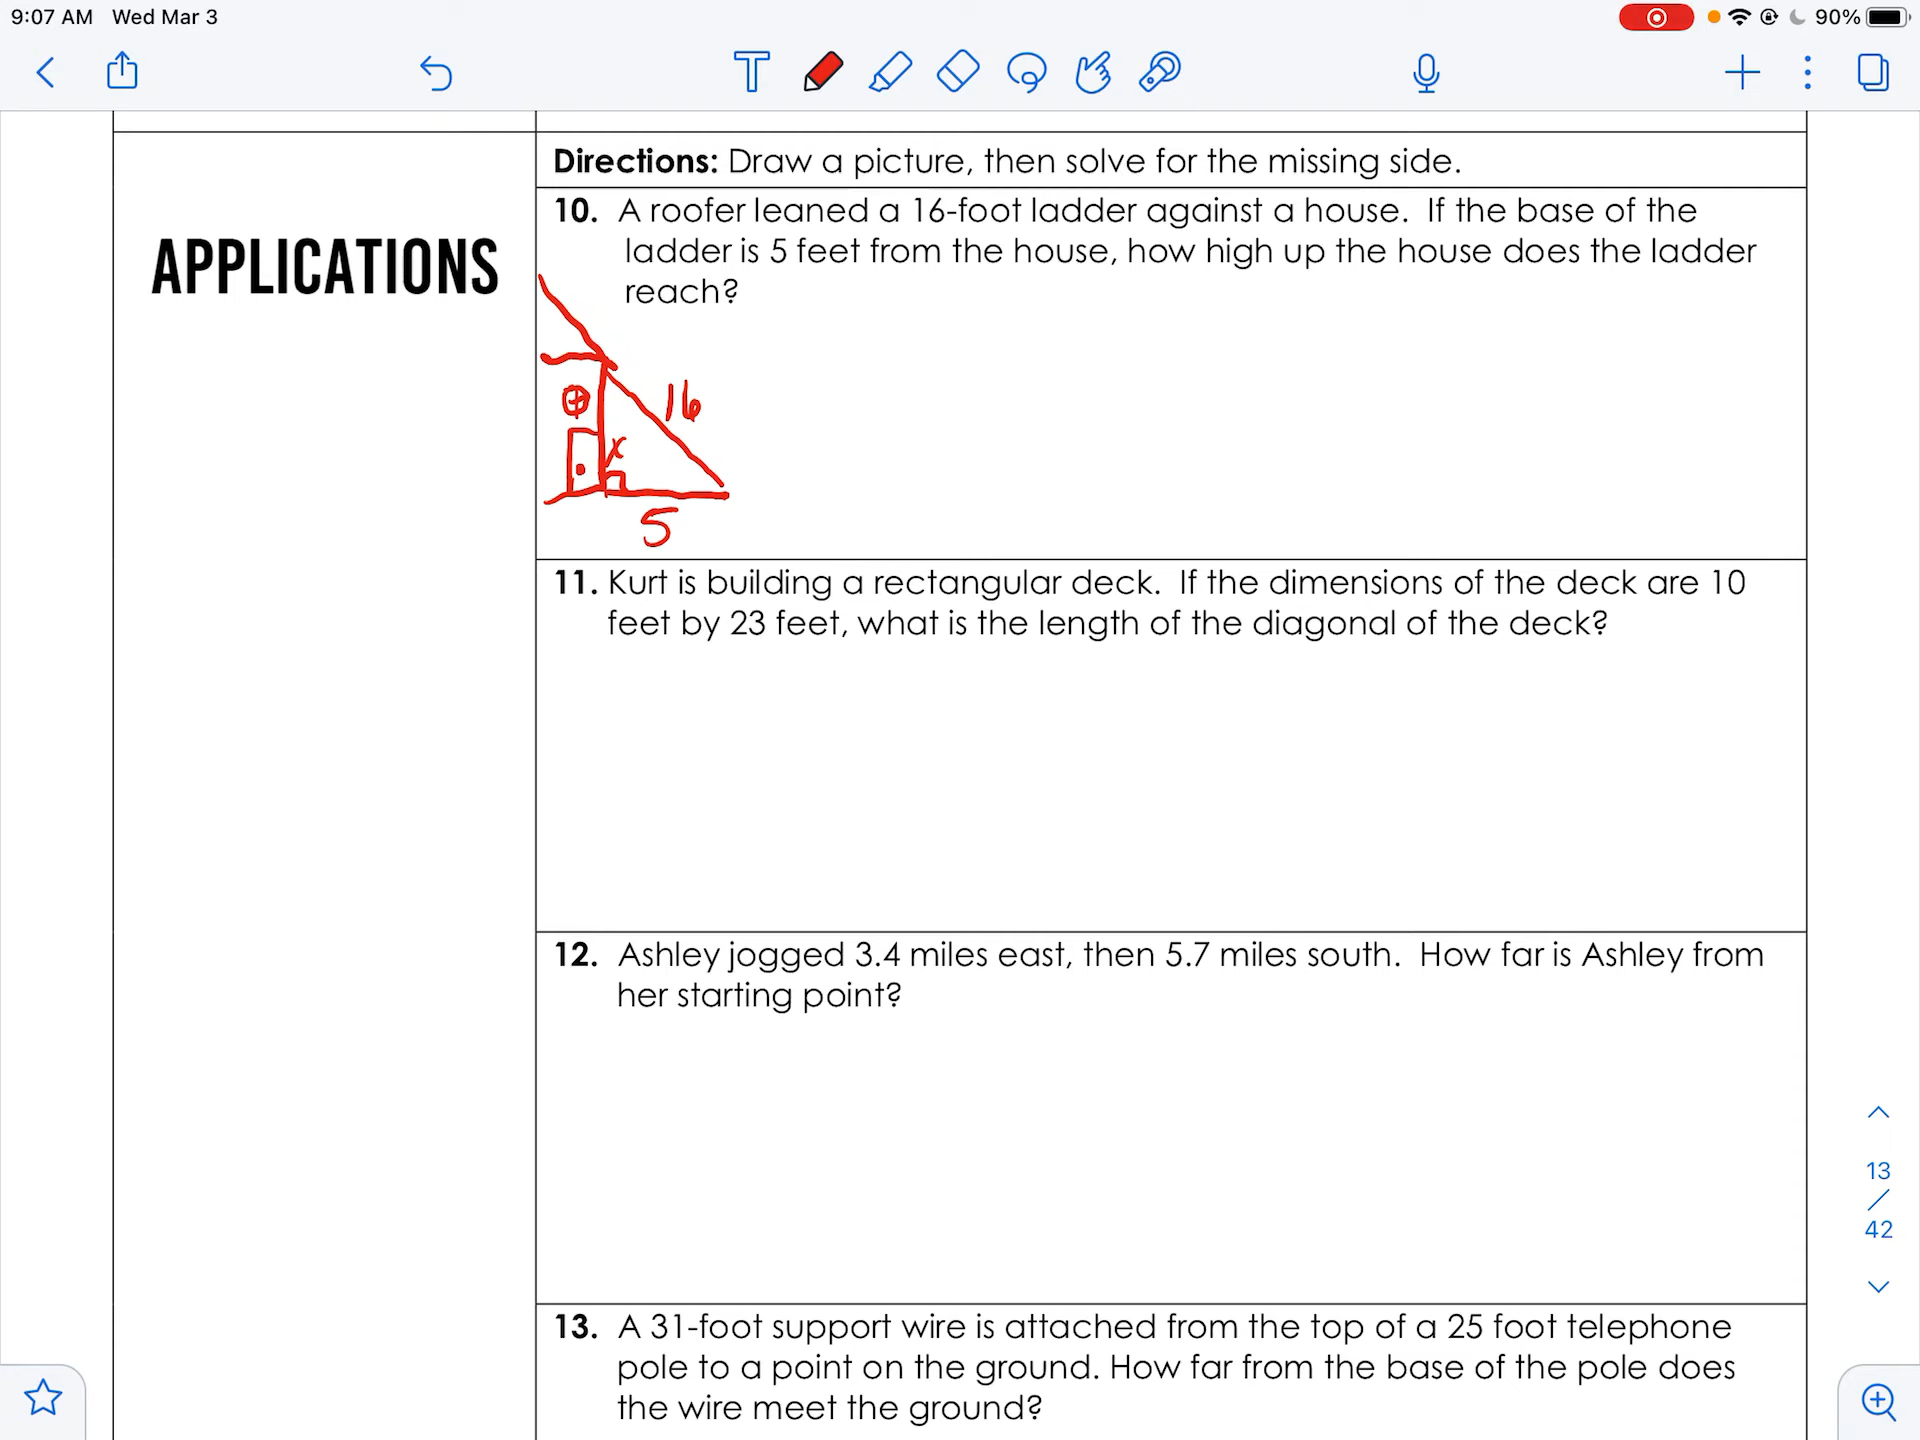 9:07 AM Wed Mar 3
90%
T
Directions: Draw a picture, then solve for the missing side.
APPLICATIONS
10. A roofer leaned a 16-foot ladder against a house. If the base of the
ladder is 5 feet from the house, how high up the house does the ladder
reach?
16
x
5
11. Kurt is building a rectangular deck. If the dimensions of the deck are 10
feet by 23 feet, what is the length of the diagonal of the deck?
12. Ashley jogged 3.4 miles east, then 5.7 miles south. How far is Ashley from
her starting point?
13
/
42
13. A 31-foot support wire is attached from the top of a 25 foot telephone
pole to a point on the ground. How far from the base of the pole does
the wire meet the ground?